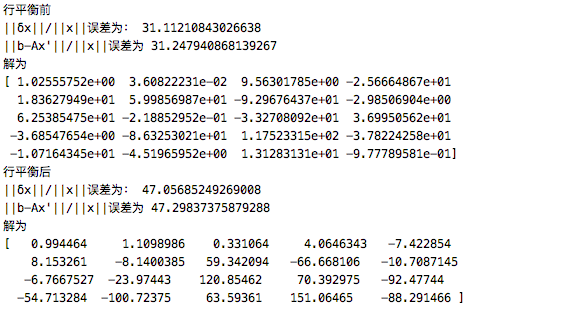 行平衡前
||δx||/||x||误差为： 31.11210843026638
||b-Ax'||/||x||误差为 31.247940868139267
解为
[ 1.02555752e+00 3.60822231e-02 9.56301785e+00 -2.56664867e+01
1.83627949e+01 5.99856987e+01 -9.29676437e+01 -2.98506904e+00
6.25385475e+01 -2.18852952e-01 -3.32708092e+01 3.69950562e+01
-3.68547654e+00 -8.63253021e+01 1.17523315e+02 -3.78224258e+01
-1.07164345e+01 -4.51965952e+00 1.31283131e+01 -9.77789581e-01]
行平衡后
||δx||/||x||误差为： 47.05685249269008
||b-Ax'||/||x||误差为 47.29837375879288
解为
[ 0.994464 1.1098986 0.331064 4.0646343 -7.422854
8.153261 -8.1400385 59.342094 -66.668106 -10.7087145
-6.7667527 -23.97443 120.85462 70.392975 -92.47744
-54.713284 -100.72375 63.59361 151.06465 -88.291466 ]